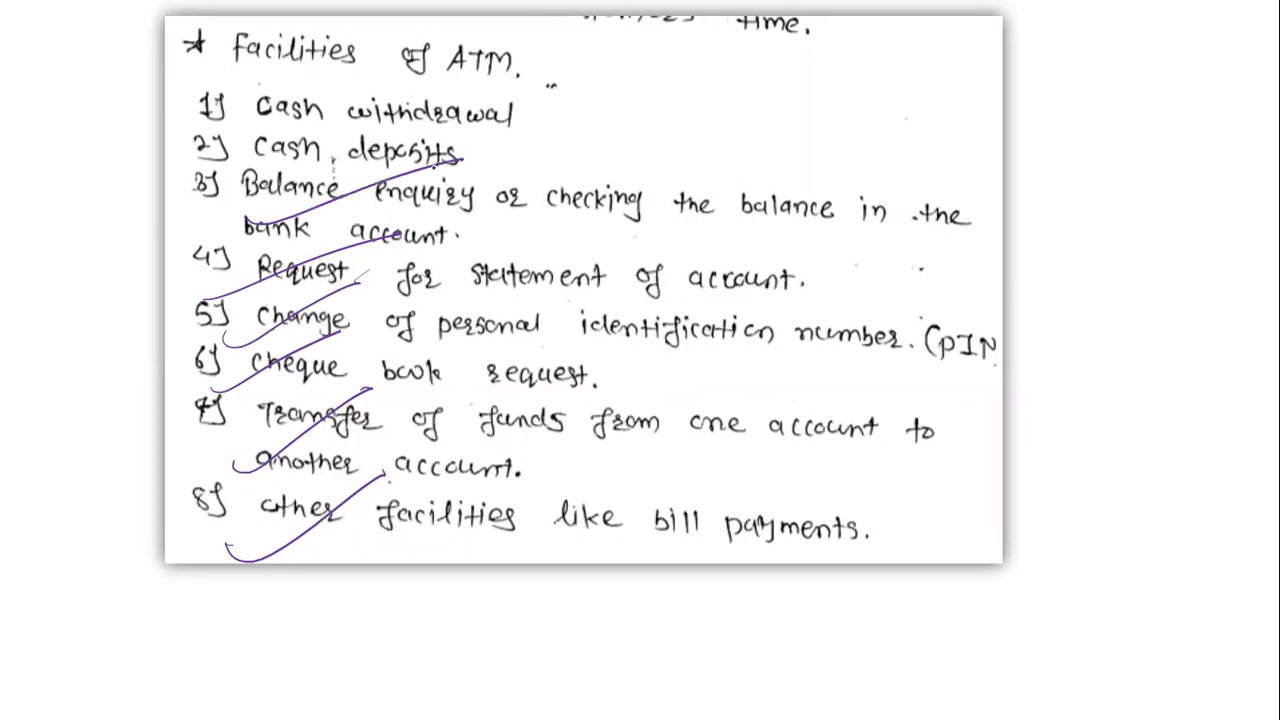 time.
* Facilities of ATM.
1) Cash withdrawal
2) Cash deposits
3) Balance enquiry or checking the balance in the
bank account.
4) Request for statement of account.
5) Change of personal identification number. (PIN
6) Cheque book request.
7) Transfer of funds from one account to
another account.
8) Other facilities like bill payments.